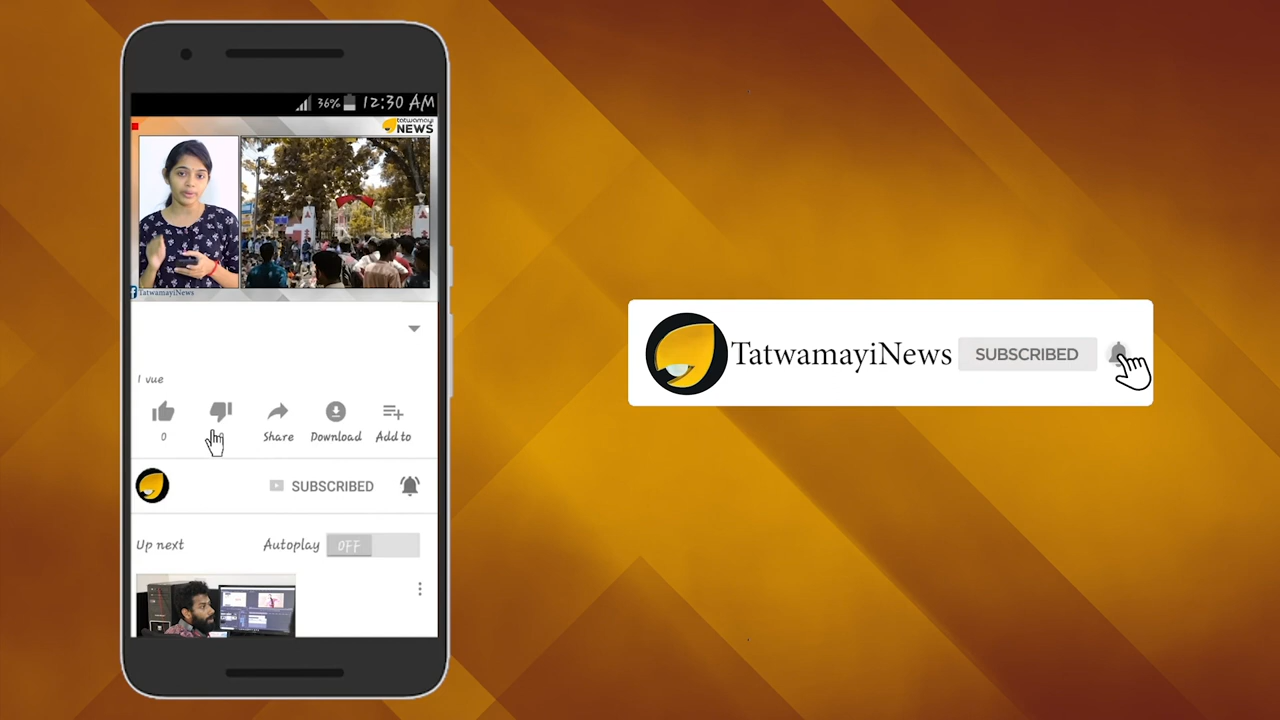 36% 12:30 AM
tatwamayi
NEWS
TatwamayiNews
1 vue
0
Share
Download
Add to
SUBSCRIBED
Up next
Autoplay
OFF
TatwamayiNews
SUBSCRIBED